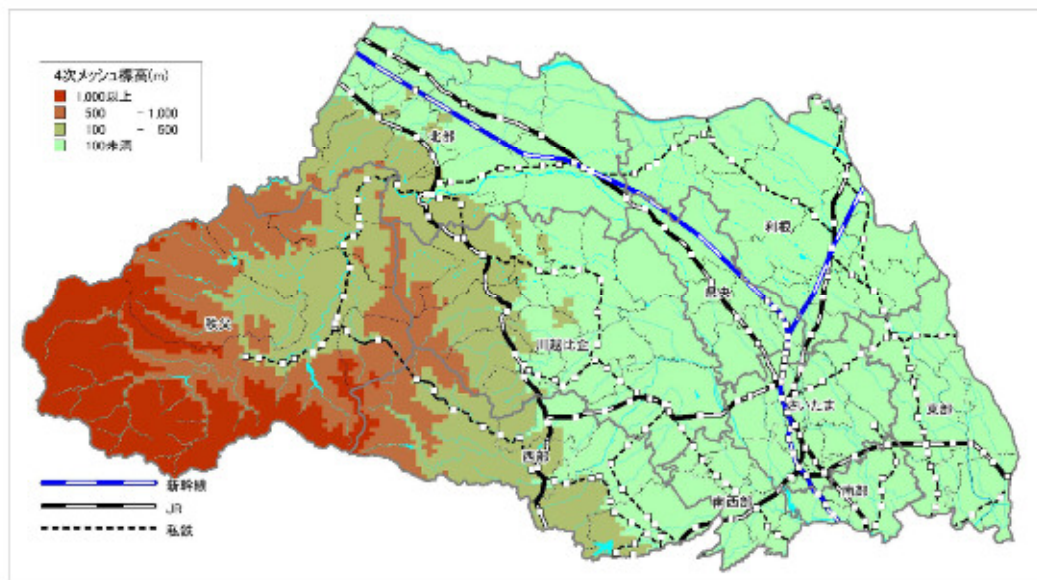 4次メッシュ標高(m)
1,000以上
500 - 1,000
100 - 500
100未満
北部
利根
県央
秩父
川越比企
さいたま
東部
西部
南西部
南部
新幹線
JR
私鉄